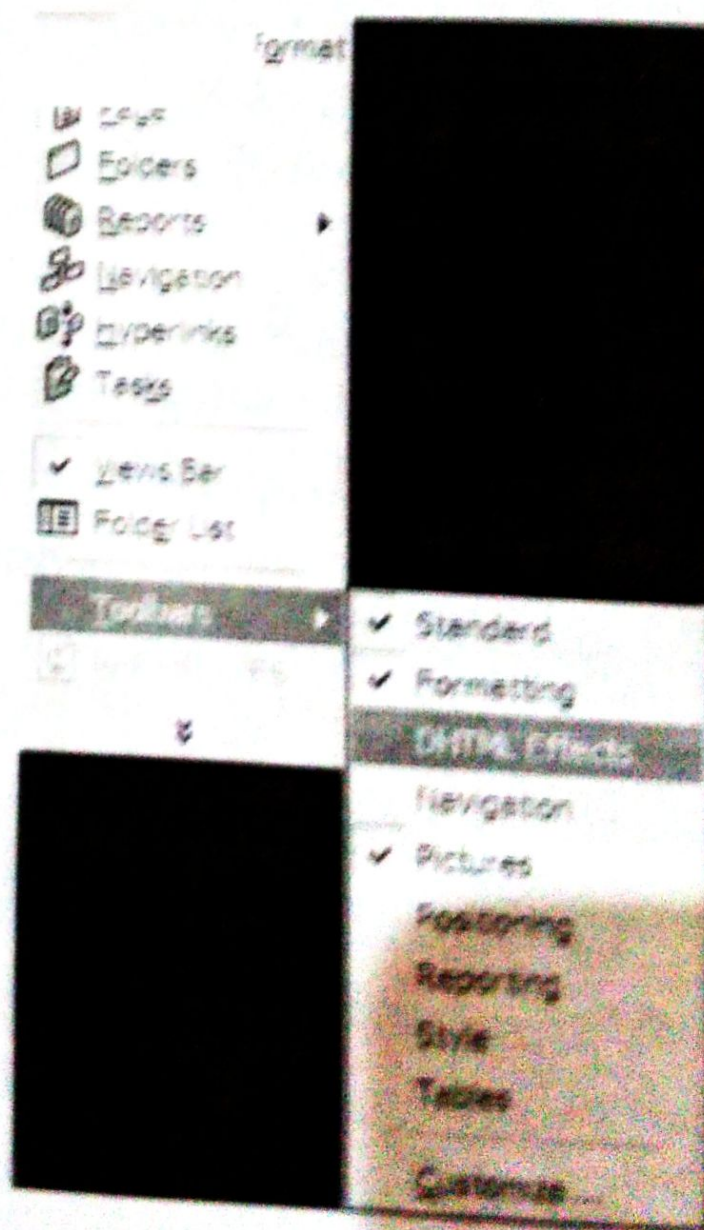 Format
Folders
Reports
Navigation
Hyperlinks
Tasks
Views Bar
Folder List
Toolbars
Standard
Formatting
DHTML Effects
Navigation
Pictures
Positioning
Reporting
Style
Tables
Customize...